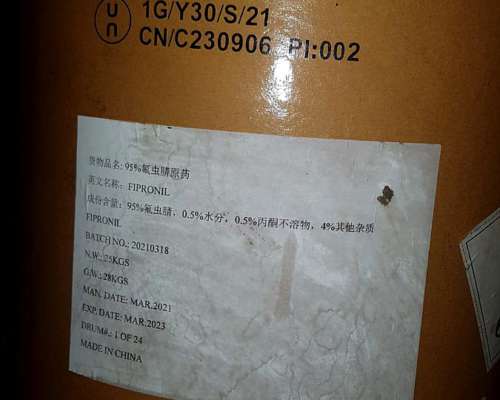 un
1G/Y30/S/21
CN/C230906 PI:002
货物品名: 95%氟虫腈原药
英文名称: FIPRONIL
成份含量: 95%氟虫腈, 0.5%水分, 0.5%丙酮不溶物, 4%其他杂质
FIPRONIL
BATCH NO.: 20210318
N.W.: 25KGS
G.W.: 28KGS
MAN. DATE: MAR.2021
EXP. DATE: MAR.2023
DRUM#.: 1 OF 24
MADE IN CHINA